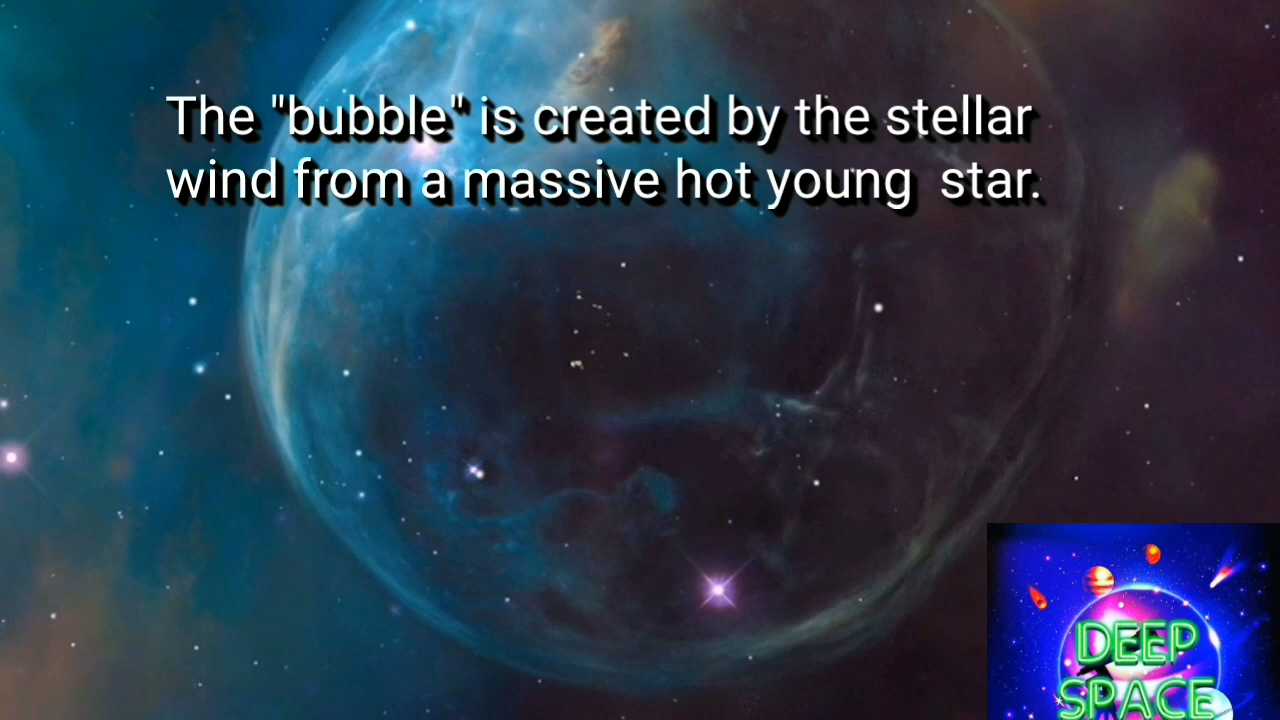 The "bubble" is created by the stellar
wind from a massive hot young  star.
DEEP
SPACE